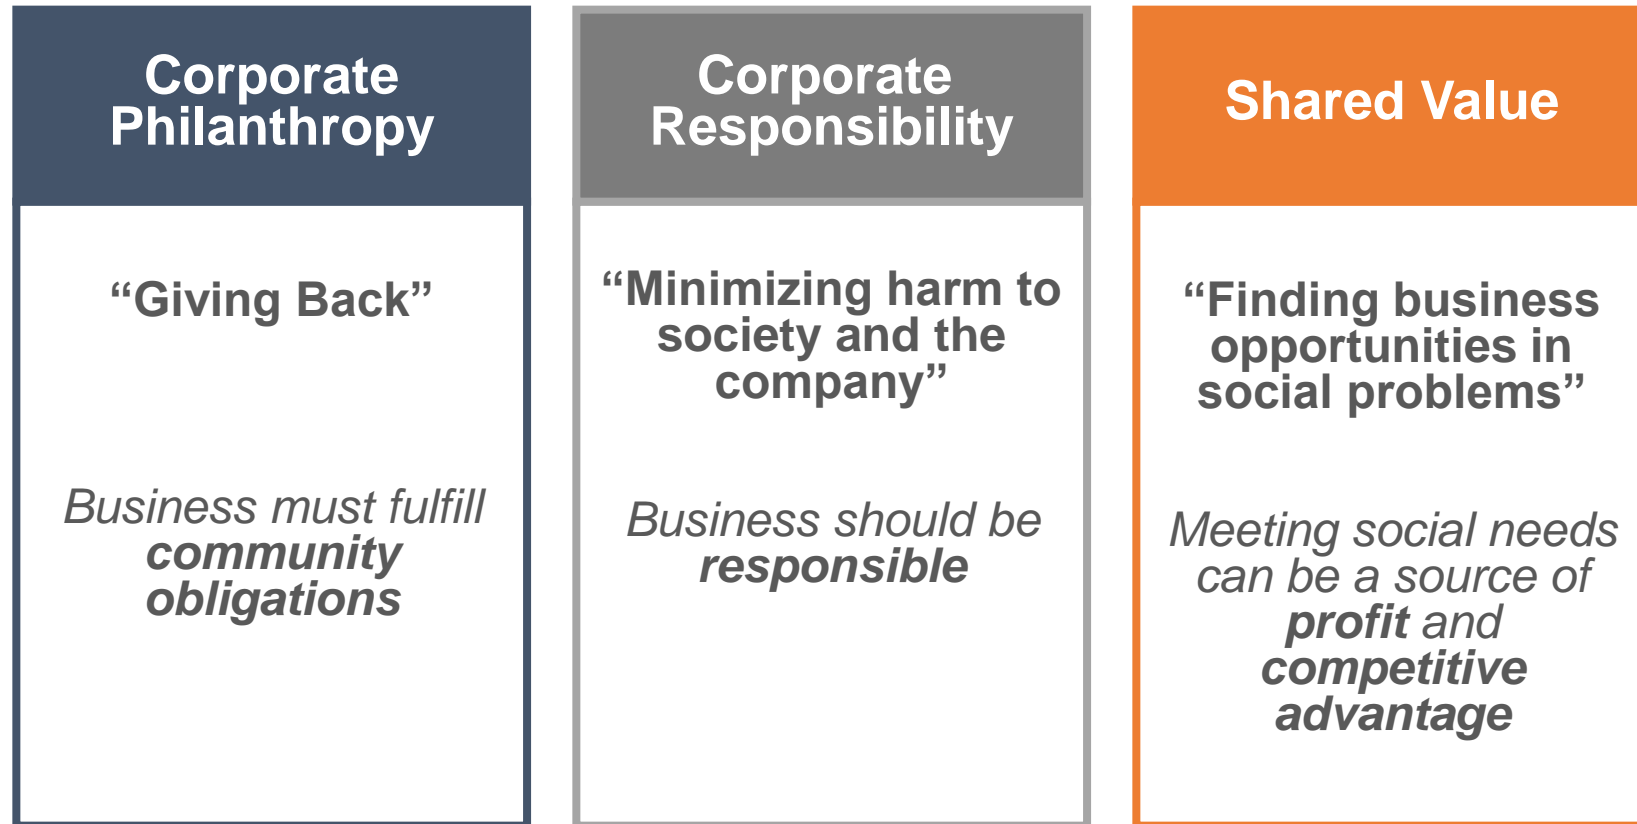 Corporate
Philanthropy
“Giving Back”
Business must fulfill
community
obligations
Corporate
Responsibility
“Minimizing harm to
society and the
company”
Business should be
responsible
Shared Value
“Finding business
opportunities in
social problems”
Meeting social needs
can be a source of
profit and
competitive
advantage